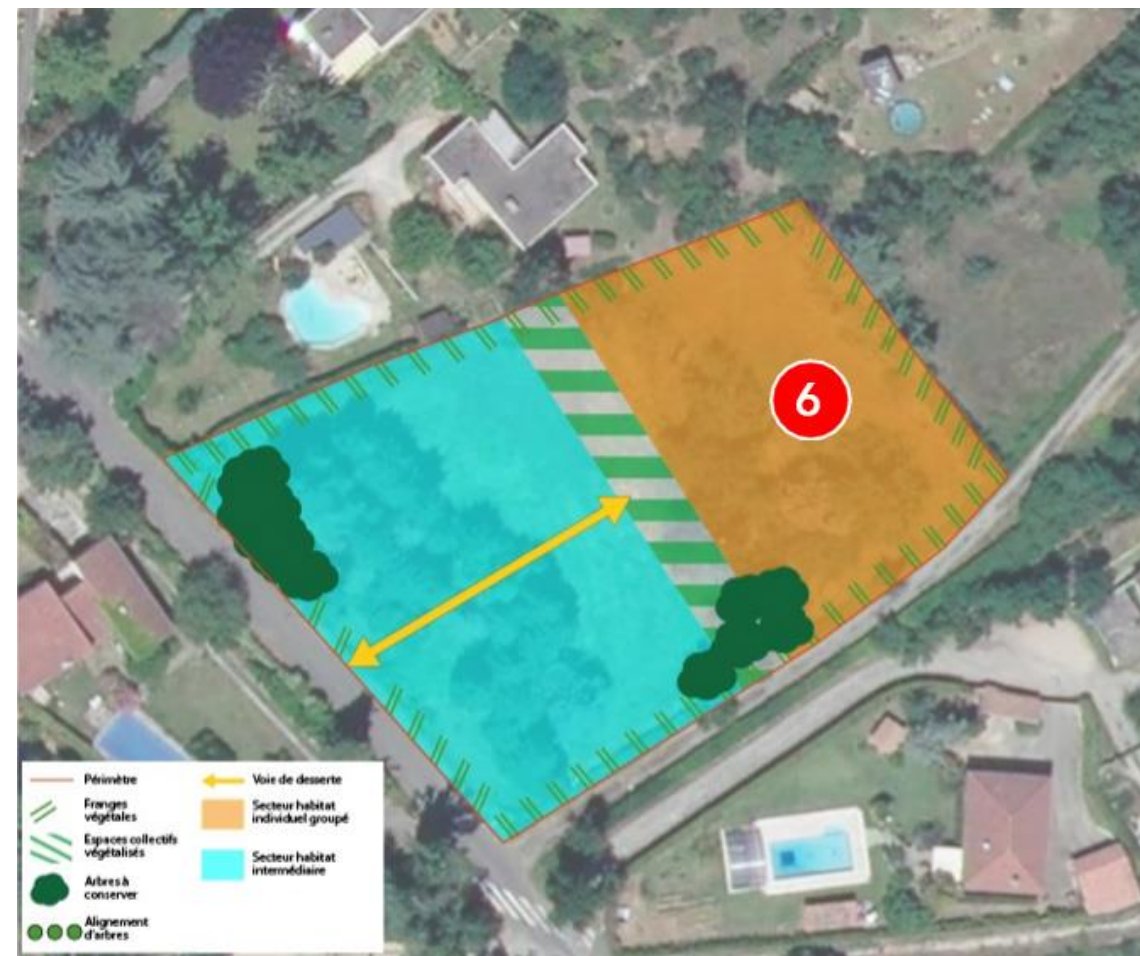 6
Périmètre
Franges
végétales
Espaces collectifs
végétalisés
Arbres à
conserver
Alignement
d'arbres
Voie de desserte
Secteur habitat
individuel groupé
Secteur habitat
intermédiaire